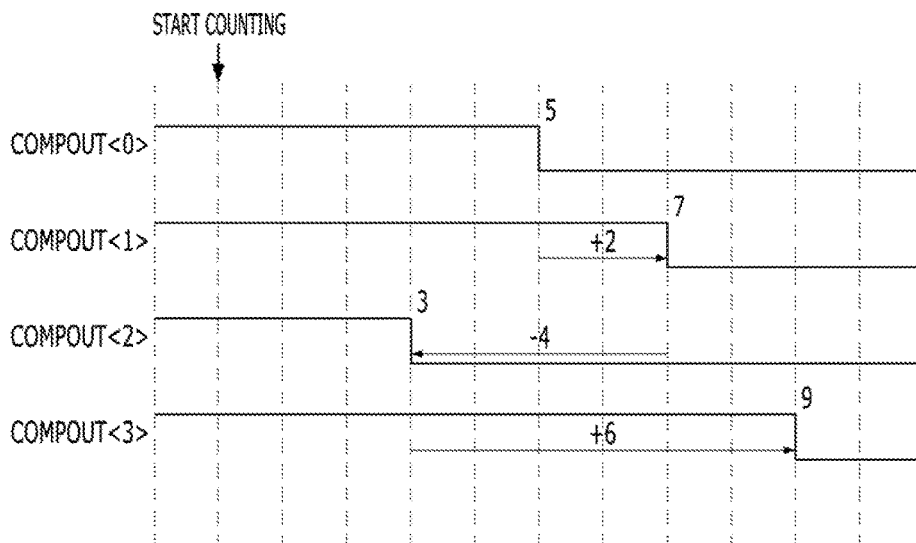 START COUNTING
5
COMPOUT<0>
7
COMPOUT<1>
+2
3
COMPOUT<2>
-4
9
COMPOUT<3>
+6